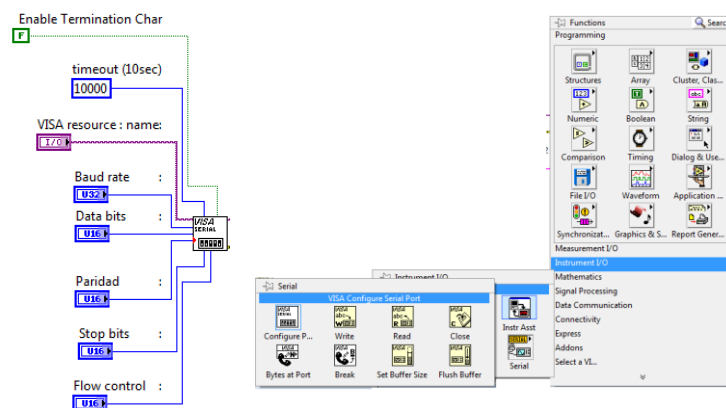 Enable Termination Char
F
timeout (10sec)
10000
VISA resource : name:
I/O
Baud rate :
U32
Data bits :
U16
VISA
SERIAL
Paridad :
U16
Stop bits :
U16
Flow control :
U16
Serial
VISA Configure Serial Port
Configure P...
Write
Read
Close
Bytes at Port
Break
Set Buffer Size
Flush Buffer
Instrument I/O
Instr Asst
Serial
Functions
Searc
Programming
Structures
Array
Cluster, Clas...
Numeric
Boolean
String
Comparison
Timing
Dialog & Use...
File I/O
Waveform
Application ...
Synchronizat...
Graphics & S...
Report Gener...
Measurement I/O
Instrument I/O
Mathematics
Signal Processing
Data Communication
Connectivity
Express
Addons
Select a VI...